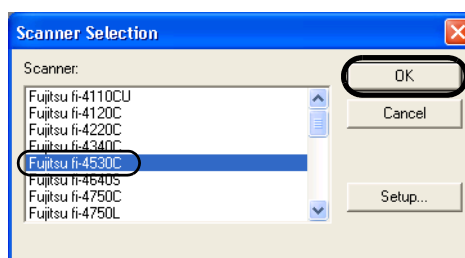 Scanner Selection
Scanner:
Fujitsu fi-4110CU
Fujitsu fi-4120C
Fujitsu fi-4220C
Fujitsu fi-4340C
Fujitsu fi-4530C
Fujitsu fi-4640S
Fujitsu fi-4750C
Fujitsu fi-4750L
OK
Cancel
Setup...